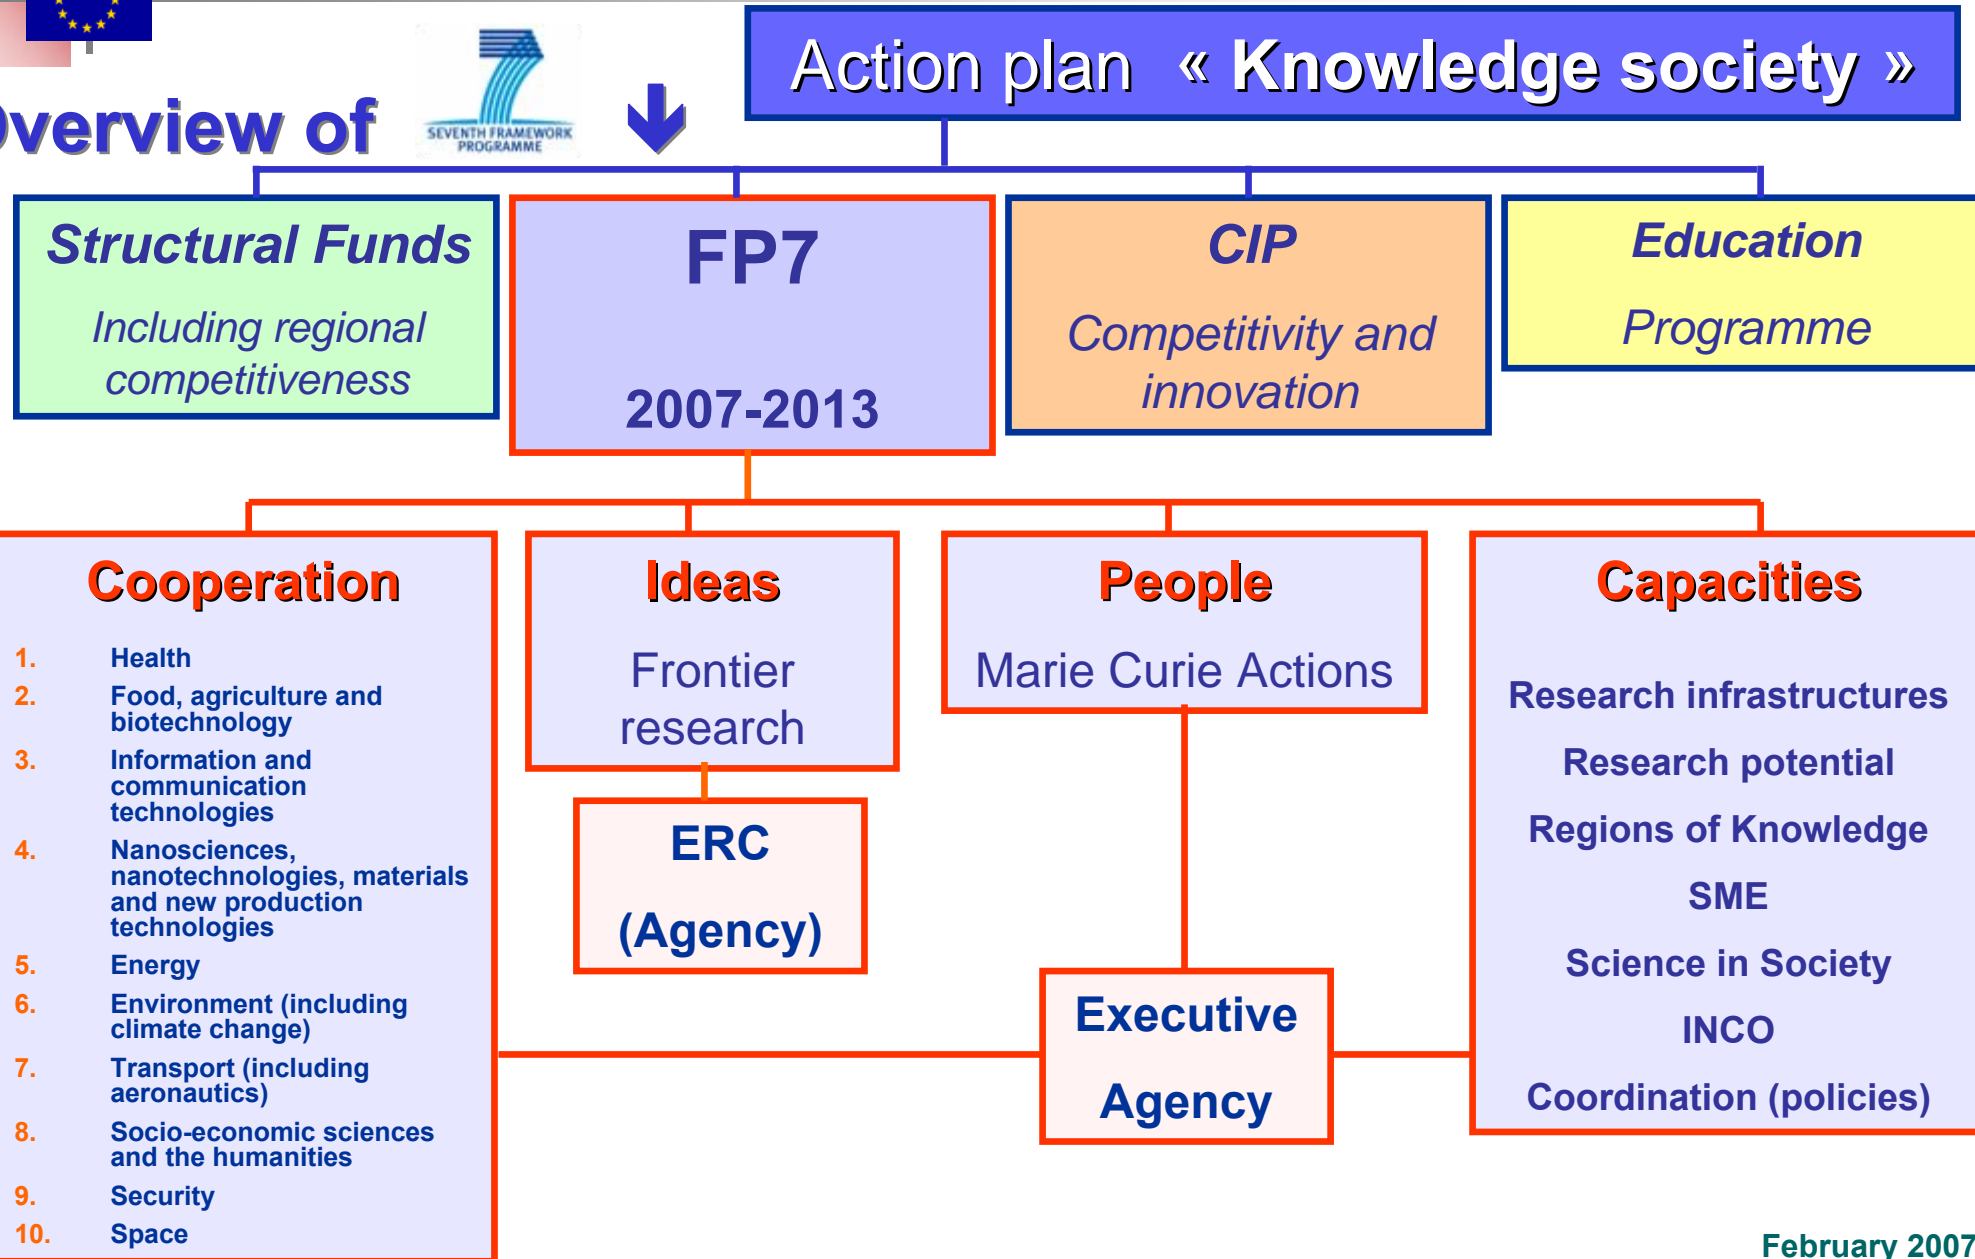 Action plan « Knowledge society »
Overview of
SEVENTH FRAMEWORK
PROGRAMME
Structural Funds
Including regional
competitiveness
FP7
2007-2013
CIP
Competitivity and
innovation
Education
Programme
Cooperation
1. Health
2. Food, agriculture and
biotechnology
3. Information and
communication
technologies
4. Nanosciences,
nanotechnologies, materials
and new production
technologies
5. Energy
6. Environment (including
climate change)
7. Transport (including
aeronautics)
8. Socio-economic sciences
and the humanities
9. Security
10. Space
Ideas
Frontier
research
ERC
(Agency)
People
Marie Curie Actions
Executive
Agency
Capacities
Research infrastructures
Research potential
Regions of Knowledge
SME
Science in Society
INCO
Coordination (policies)
February 2007